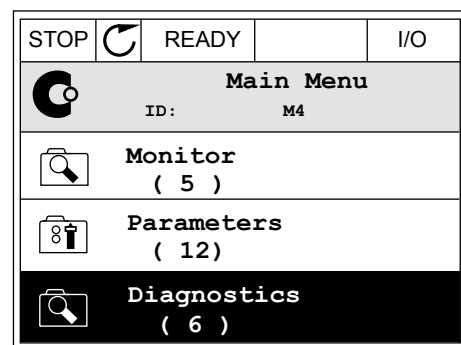 STOP READY I/O
Main Menu
ID: M4
Monitor
( 5 )
Parameters
( 12)
Diagnostics
( 6 )